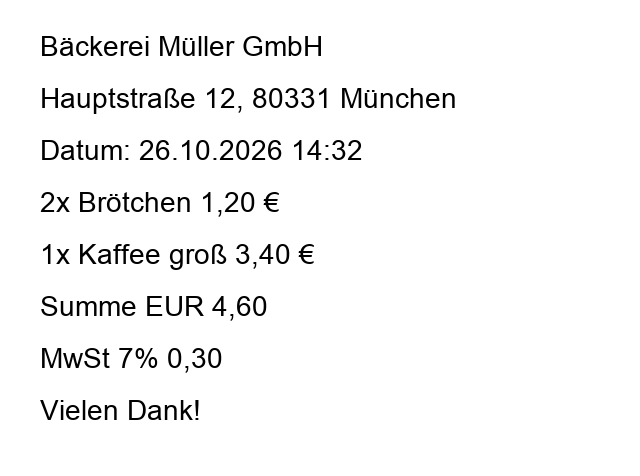 Bäckerei Müller GmbH
Hauptstraße 12, 80331 München
Datum: 26.10.2026 14:32
2x Brötchen 1,20 €
1x Kaffee groß 3,40 €
Summe EUR 4,60
MwSt 7% 0,30
Vielen Dank!